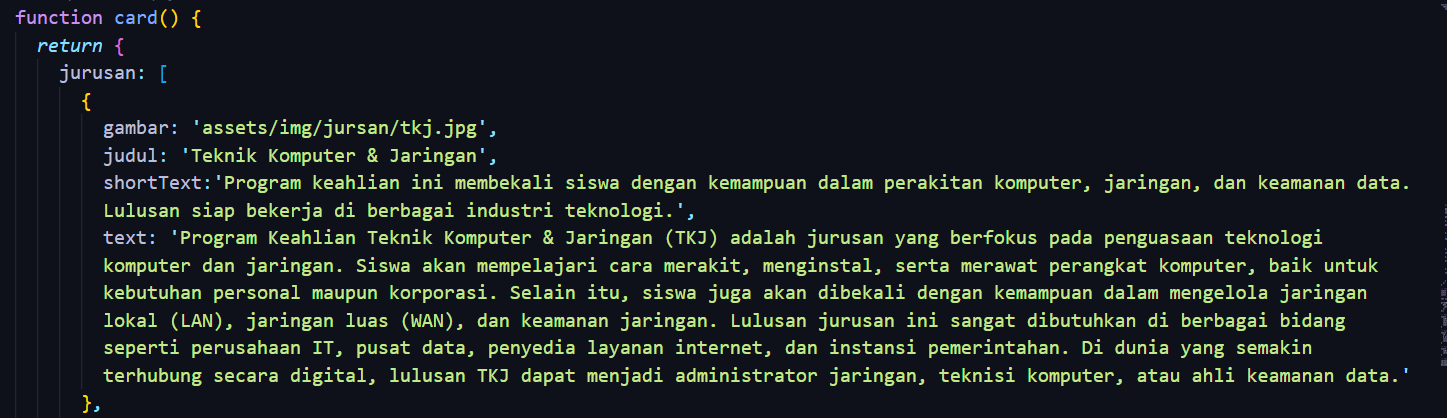 function card() {
return {
jurusan: [
{
gambar: 'assets/img/jursan/tkj.jpg',
judul: 'Teknik Komputer & Jaringan',
shortText:'Program keahlian ini membekali siswa dengan kemampuan dalam perakitan komputer, jaringan, dan keamanan data.
Lulusan siap bekerja di berbagai industri teknologi.',
text: 'Program Keahlian Teknik Komputer & Jaringan (TKJ) adalah jurusan yang berfokus pada penguasaan teknologi
komputer dan jaringan. Siswa akan mempelajari cara merakit, menginstal, serta merawat perangkat komputer, baik untuk
kebutuhan personal maupun korporasi. Selain itu, siswa juga akan dibekali dengan kemampuan dalam mengelola jaringan
lokal (LAN), jaringan luas (WAN), dan keamanan jaringan. Lulusan jurusan ini sangat dibutuhkan di berbagai bidang
seperti perusahaan IT, pusat data, penyedia layanan internet, dan instansi pemerintahan. Di dunia yang semakin
terhubung secara digital, lulusan TKJ dapat menjadi administrator jaringan, teknisi komputer, atau ahli keamanan data.'
},